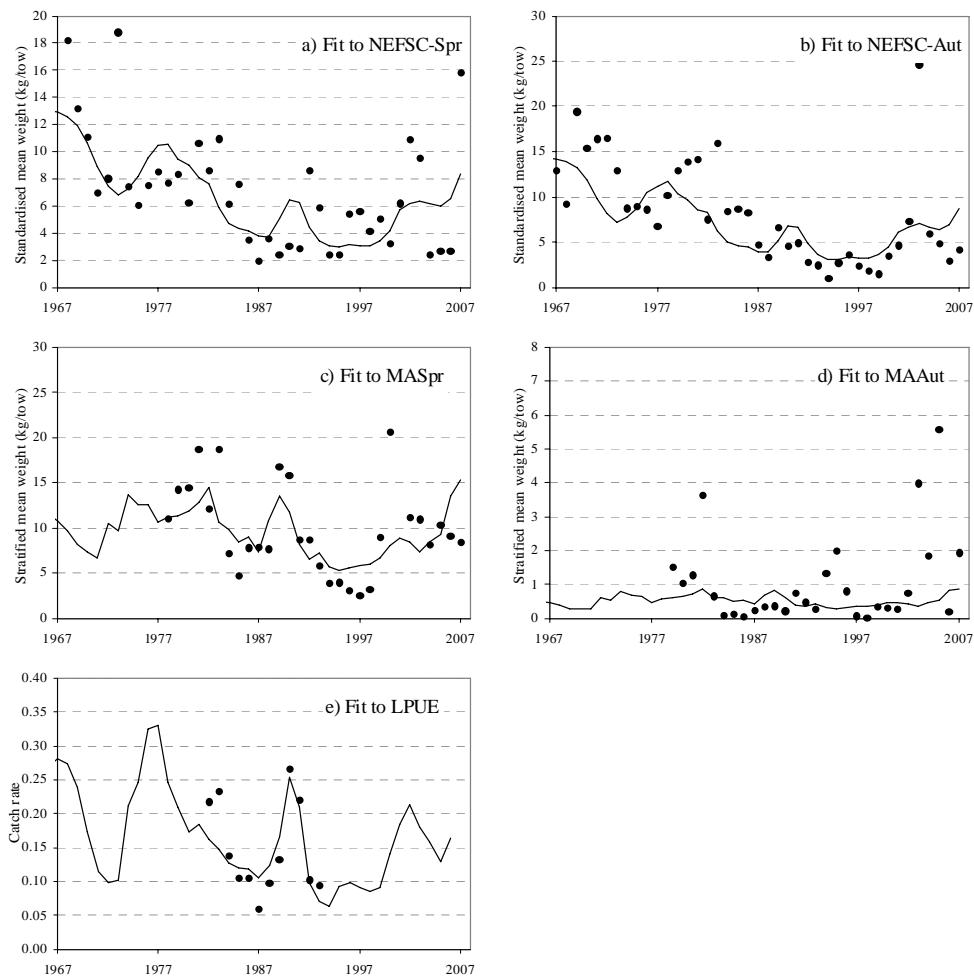 a) Fit to NEFSC-Spr
Standardised mean weight (kg/tow)
20
18
16
14
12
10
8
6
4
2
0
1967 1977 1987 1997 2007
b) Fit to NEFSC-Aut
Standardised mean weight (kg/tow)
30
25
20
15
10
5
0
1967 1977 1987 1997 2007
c) Fit to MASpr
Stratified mean weight (kg/tow)
30
25
20
15
10
5
0
1967 1977 1987 1997 2007
d) Fit to MAAut
Stratified mean weight (kg/tow)
8
7
6
5
4
3
2
1
0
1967 1977 1987 1997 2007
e) Fit to LPUE
Catch rate
0.40
0.35
0.30
0.25
0.20
0.15
0.10
0.05
0.00
1967 1977 1987 1997 2007